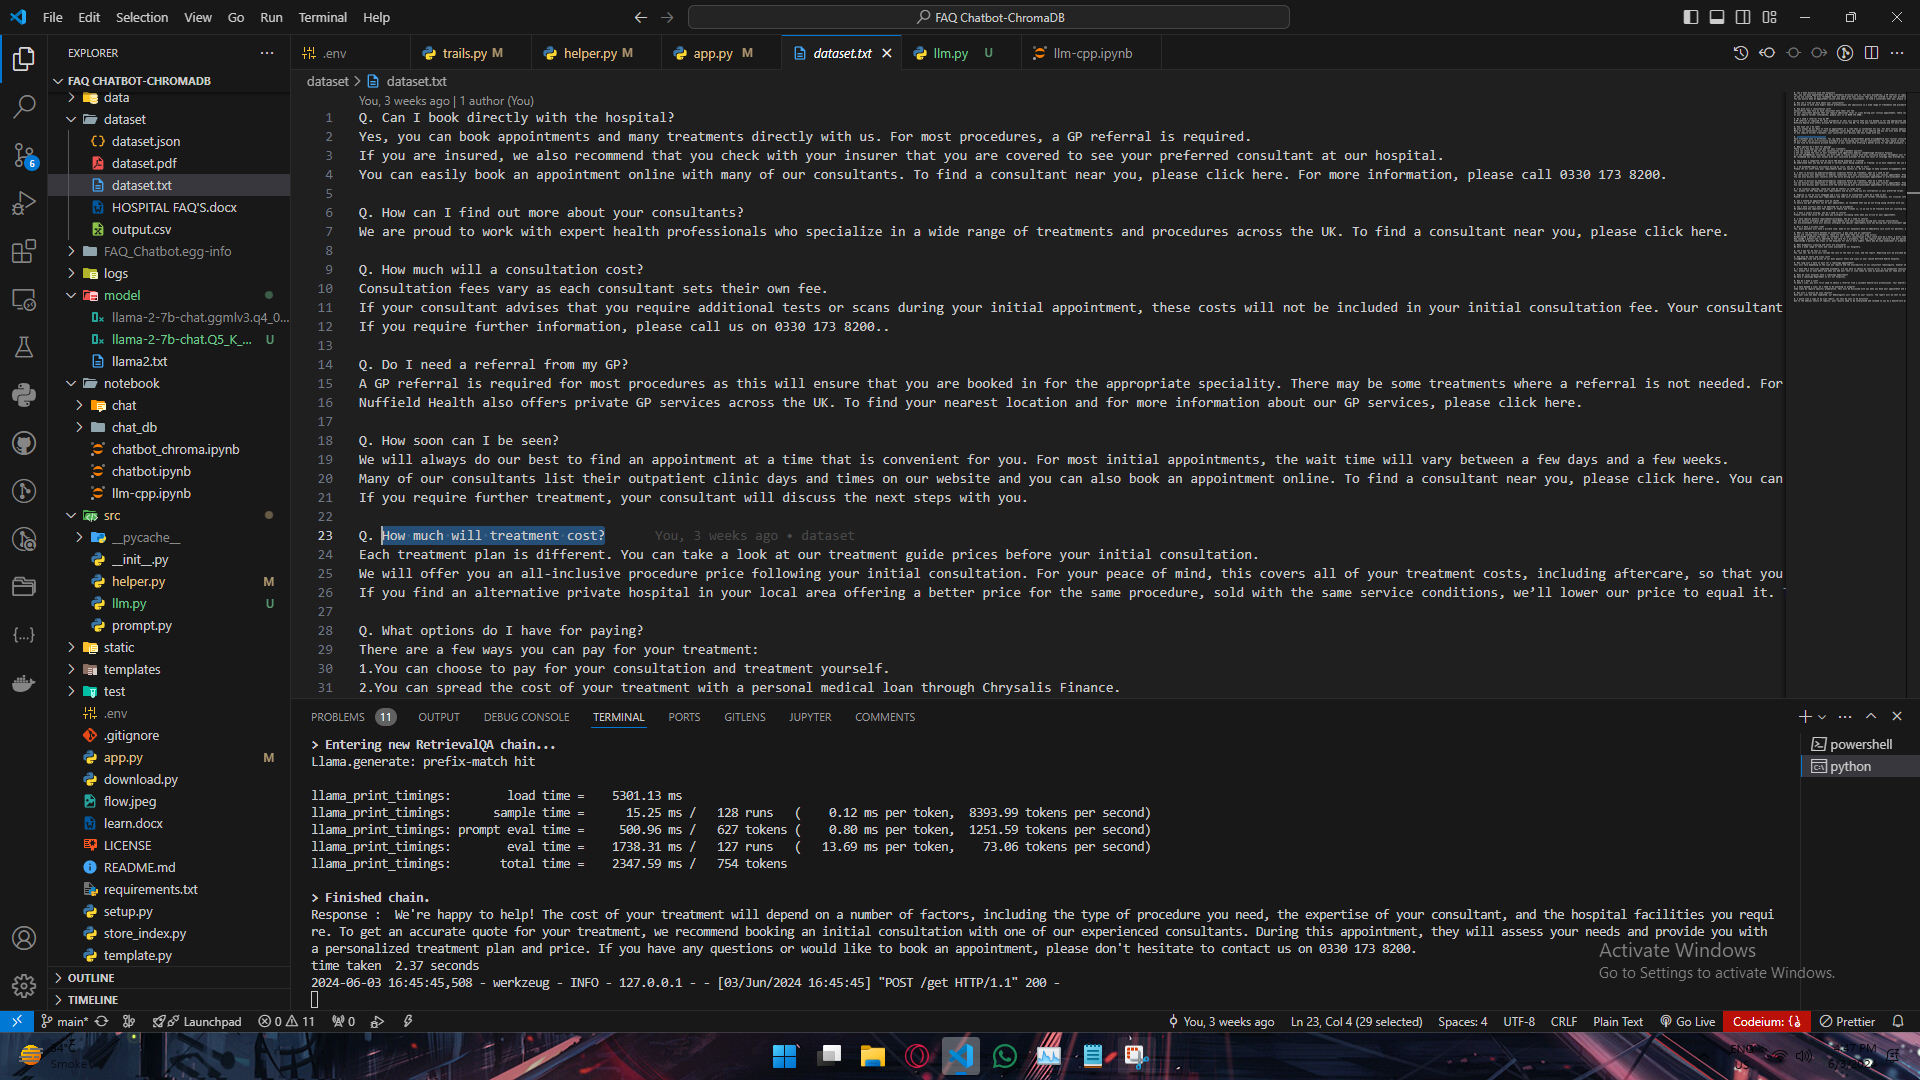 File Edit Selection View Go Run Terminal Help
FAQ Chatbot-ChromaDB
EXPLORER
.env
trails.py M
helper.py M
app.py M
dataset.txt
llm.py U
llm-cpp.ipynb
FAQ CHATBOT-CHROMADB
data
dataset
dataset.json
dataset.pdf
dataset.txt
HOSPITAL FAQ'S.docx
output.csv
FAQ_Chatbot.egg-info
logs
model
llama-2-7b-chat.ggmlv3.q4_0...
llama-2-7b-chat.Q5_K_... U
llama2.txt
notebook
chat
chat_db
chatbot_chroma.ipynb
chatbot.ipynb
llm-cpp.ipynb
src
__pycache__
__init__.py
helper.py M
llm.py U
prompt.py
static
templates
test
.env
.gitignore
app.py M
download.py
flow.jpeg
learn.docx
LICENSE
README.md
requirements.txt
setup.py
store_index.py
template.py
OUTLINE
TIMELINE
6
dataset > dataset.txt
You, 3 weeks ago | 1 author (You)
1 Q. Can I book directly with the hospital?
2 Yes, you can book appointments and many treatments directly with us. For most procedures, a GP referral is required.
3 If you are insured, we also recommend that you check with your insurer that you are covered to see your preferred consultant at our hospital.
4 You can easily book an appointment online with many of our consultants. To find a consultant near you, please click here. For more information, please call 0330 173 8200.
5
6 Q. How can I find out more about your consultants?
7 We are proud to work with expert health professionals who specialize in a wide range of treatments and procedures across the UK. To find a consultant near you, please click here.
8
9 Q. How much will a consultation cost?
10 Consultation fees vary as each consultant sets their own fee.
11 If your consultant advises that you require additional tests or scans during your initial appointment, these costs will not be included in your initial consultation fee. Your consultant
12 If you require further information, please call us on 0330 173 8200..
13
14 Q. Do I need a referral from my GP?
15 A GP referral is required for most procedures as this will ensure that you are booked in for the appropriate speciality. There may be some treatments where a referral is not needed. For
16 Nuffield Health also offers private GP services across the UK. To find your nearest location and for more information about our GP services, please click here.
17
18 Q. How soon can I be seen?
19 We will always do our best to find an appointment at a time that is convenient for you. For most initial appointments, the wait time will vary between a few days and a few weeks.
20 Many of our consultants list their outpatient clinic days and times on our website and you can also book an appointment online. To find a consultant near you, please click here. You can
21 If you require further treatment, your consultant will discuss the next steps with you.
22
23 Q. How much will treatment cost? You, 3 weeks ago • dataset
24 Each treatment plan is different. You can take a look at our treatment guide prices before your initial consultation.
25 We will offer you an all-inclusive procedure price following your initial consultation. For your peace of mind, this covers all of your treatment costs, including aftercare, so that you
26 If you find an alternative private hospital in your local area offering a better price for the same procedure, sold with the same service conditions, we’ll lower our price to equal it.
27
28 Q. What options do I have for paying?
29 There are a few ways you can pay for your treatment:
30 1.You can choose to pay for your consultation and treatment yourself.
31 2.You can spread the cost of your treatment with a personal medical loan through Chrysalis Finance.
PROBLEMS 11 OUTPUT DEBUG CONSOLE TERMINAL PORTS GITLENS JUPYTER COMMENTS
powershell
python
> Entering new RetrievalQA chain...
Llama.generate: prefix-match hit
llama_print_timings: load time = 5301.13 ms
llama_print_timings: sample time = 15.25 ms / 128 runs ( 0.12 ms per token, 8393.99 tokens per second)
llama_print_timings: prompt eval time = 500.96 ms / 627 tokens ( 0.80 ms per token, 1251.59 tokens per second)
llama_print_timings: eval time = 1738.31 ms / 127 runs ( 13.69 ms per token, 73.06 tokens per second)
llama_print_timings: total time = 2347.59 ms / 754 tokens
> Finished chain.
Response : We're happy to help! The cost of your treatment will depend on a number of factors, including the type of procedure you need, the expertise of your consultant, and the hospital facilities you requi
re. To get an accurate quote for your treatment, we recommend booking an initial consultation with one of our experienced consultants. During this appointment, they will assess your needs and provide you with
a personalized treatment plan and price. If you have any questions or would like to book an appointment, please don't hesitate to contact us on 0330 173 8200.
time taken 2.37 seconds
2024-06-03 16:45:45,508 - werkzeug - INFO - 127.0.0.1 - - [03/Jun/2024 16:45:45] "POST /get HTTP/1.1" 200 -
Activate Windows
Go to Settings to activate Windows.
main* Launchpad 0 11 0 You, 3 weeks ago Ln 23, Col 4 (29 selected) Spaces: 4 UTF-8 CRLF Plain Text Go Live Codeium: {} Prettier